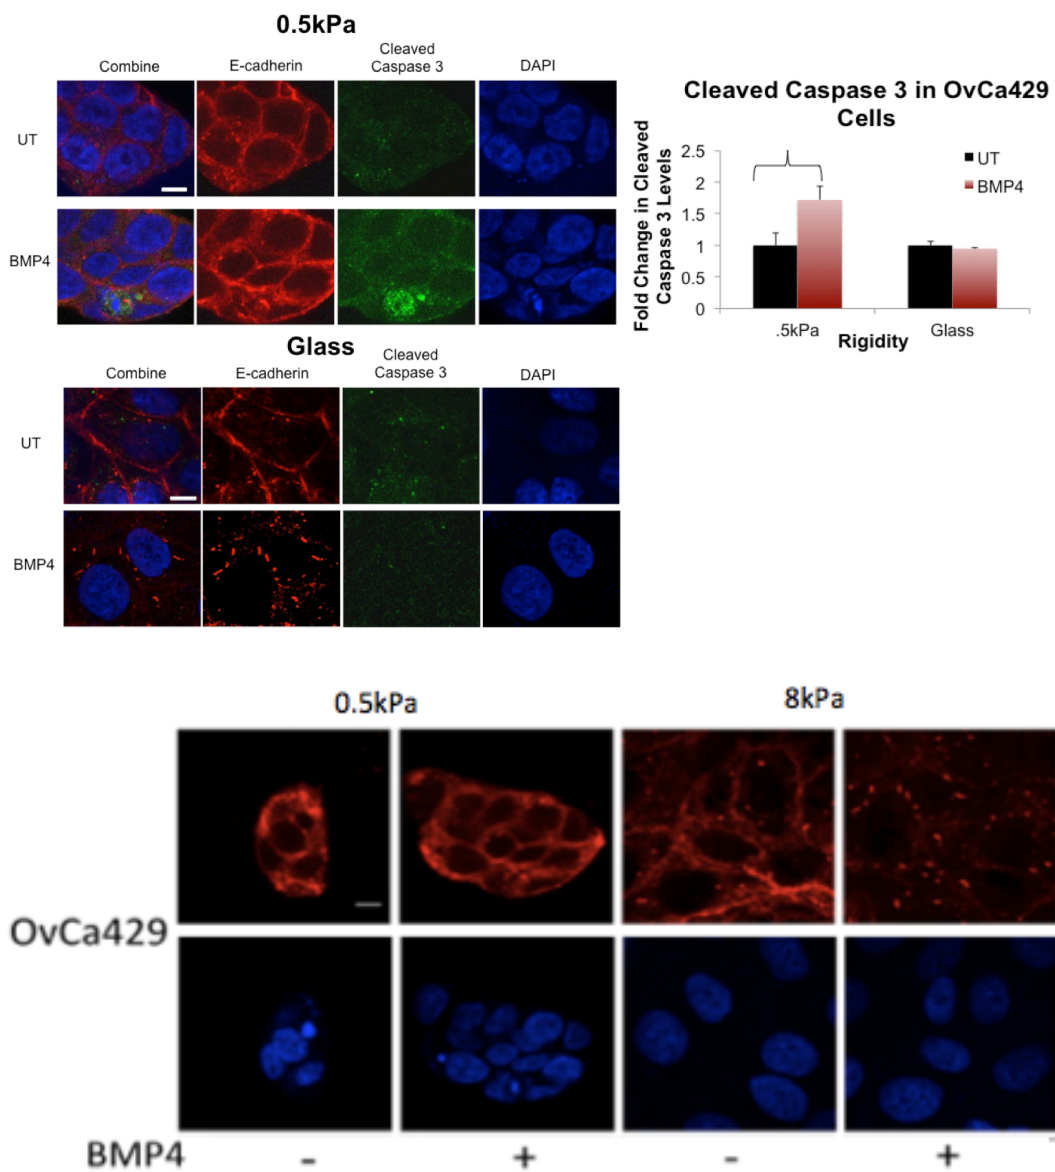 0.5kPa
Combine E-cadherin Cleaved Caspase 3 DAPI
UT
BMP4
Glass
Combine E-cadherin Cleaved Caspase 3 DAPI
UT
BMP4
Cleaved Caspase 3 in OvCa429
Cells
Fold Change in Cleaved
Caspase 3 Levels
2.5
2
1.5
1
0.5
0
UT
BMP4
.5kPa Glass
Rigidity
0.5kPa 8kPa
OvCa429
BMP4 - + - +